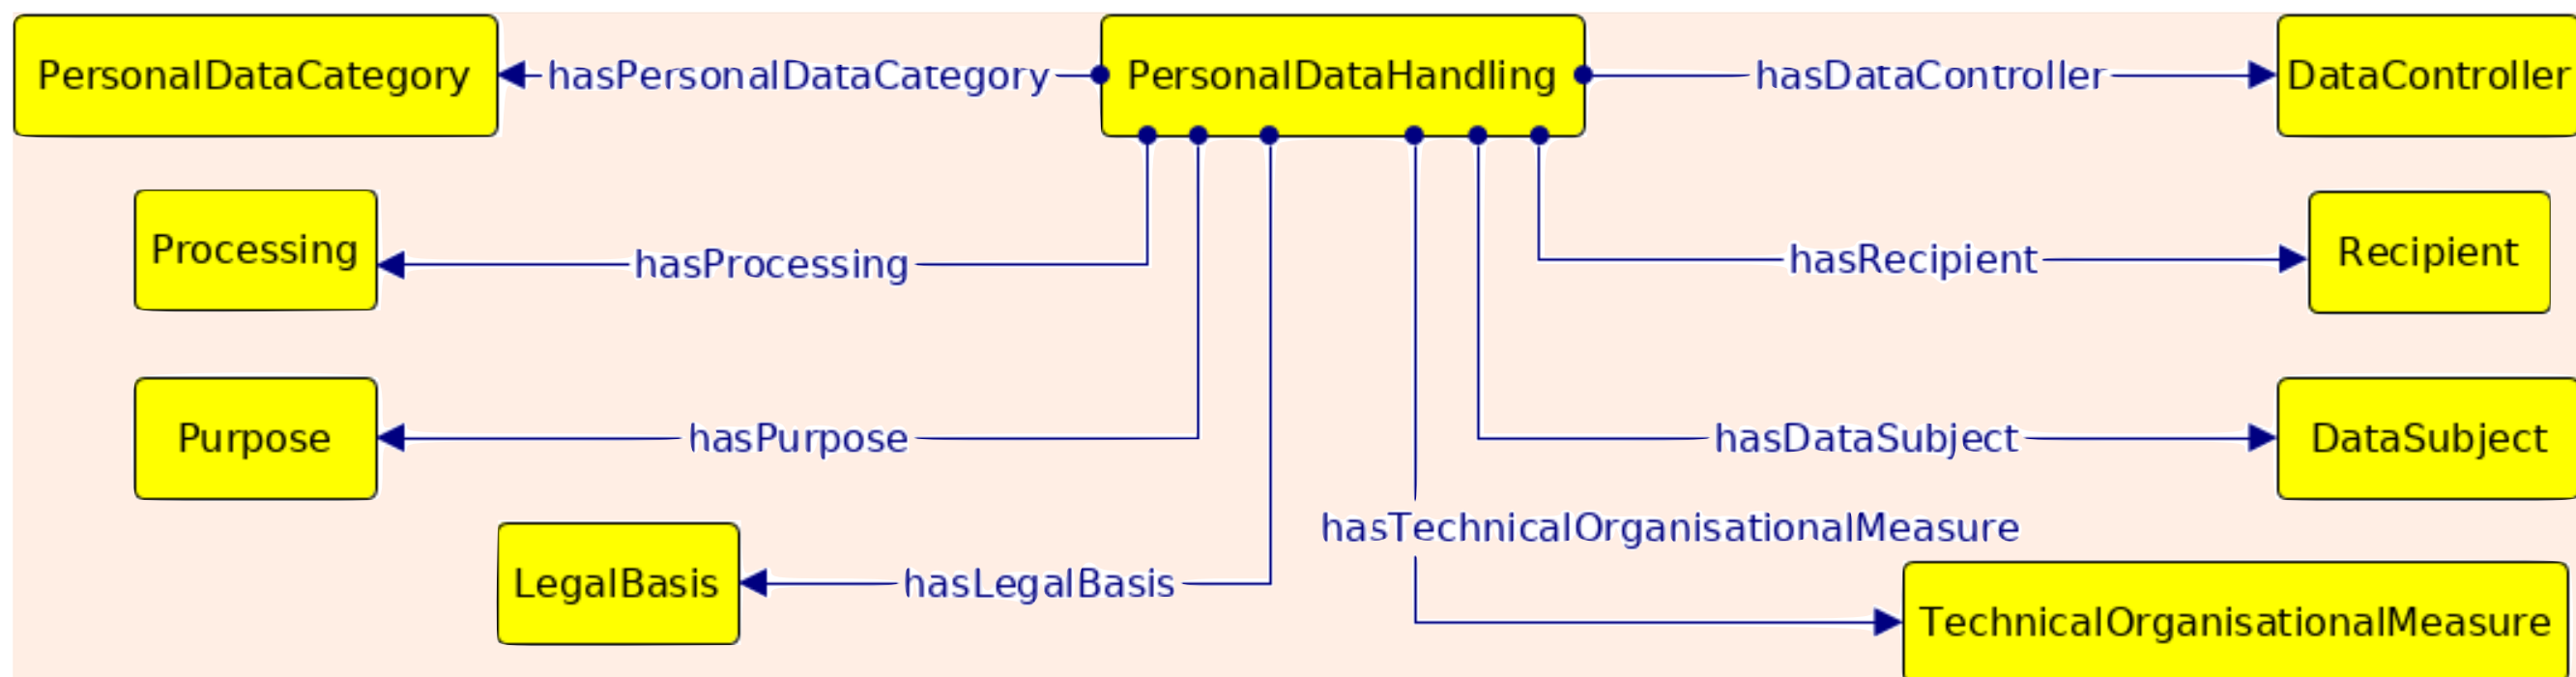 PersonalDataCategory
hasPersonalDataCategory
PersonalDataHandling
hasDataController
DataController
Processing
hasProcessing
hasRecipient
Recipient
Purpose
hasPurpose
hasDataSubject
DataSubject
hasTechnicalOrganisationalMeasure
LegalBasis
hasLegalBasis
TechnicalOrganisationalMeasure